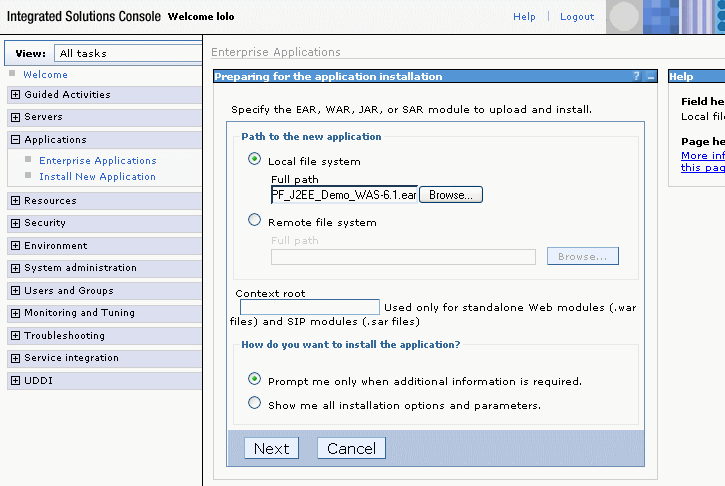 Integrated Solutions Console Welcome lolo
Help | Logout
View: All tasks
Welcome
Guided Activities
Servers
Applications
Enterprise Applications
Install New Application
Resources
Security
Environment
System administration
Users and Groups
Monitoring and Tuning
Troubleshooting
Service integration
UDDI
Enterprise Applications
Preparing for the application installation ? _
Specify the EAR, WAR, JAR, or SAR module to upload and install.
Path to the new application
Local file system
Full path
PF_J2EE_Demo_WAS-6.1.ear Browse...
Remote file system
Full path
Browse...
Context root
Used only for standalone Web modules (.war
files) and SIP modules (.sar files)
How do you want to install the application?
Prompt me only when additional information is required.
Show me all installation options and parameters.
Next Cancel
Help
Field he
Local file
Page he
More inf
this pag